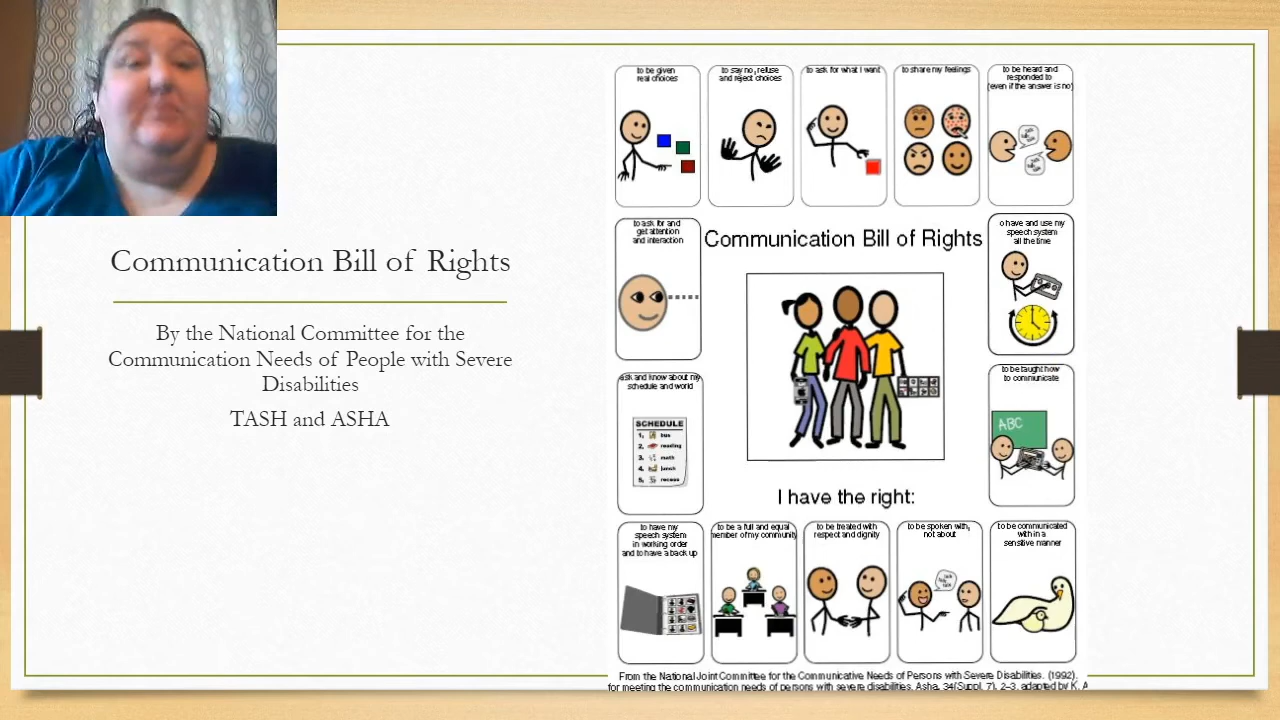 Communication Bill of Rights
By the National Committee for the
Communication Needs of People with Severe
Disabilities
TASH and ASHA
to be given
real choices
to say no, refuse
and reject choices
to ask for what I want
to share my feelings
to be heard and
responded to
(even if the answer is no)
to ask for and
get attention
and interaction
Communication Bill of Rights
o have and use my
speech system
all the time
ask and know about my
schedule and world
SCHEDULE
1. bus
2. reading
3. math
4. lunch
5. recess
to be taught how
to communicate
ABC
I have the right:
to have my
speech system
in working order
and to have a back up
to be a full and equal
member of my community
to be treated with
respect and dignity
to be spoken with,
not about
to be communicated
with in a
sensitive manner
From the National Joint Committee for the Communicative Needs of Persons with Severe Disabilities. (1992).
for meeting the communication needs of persons with severe disabilities. Asha, 34(Suppl. 7), 2-3. adapted by K. A